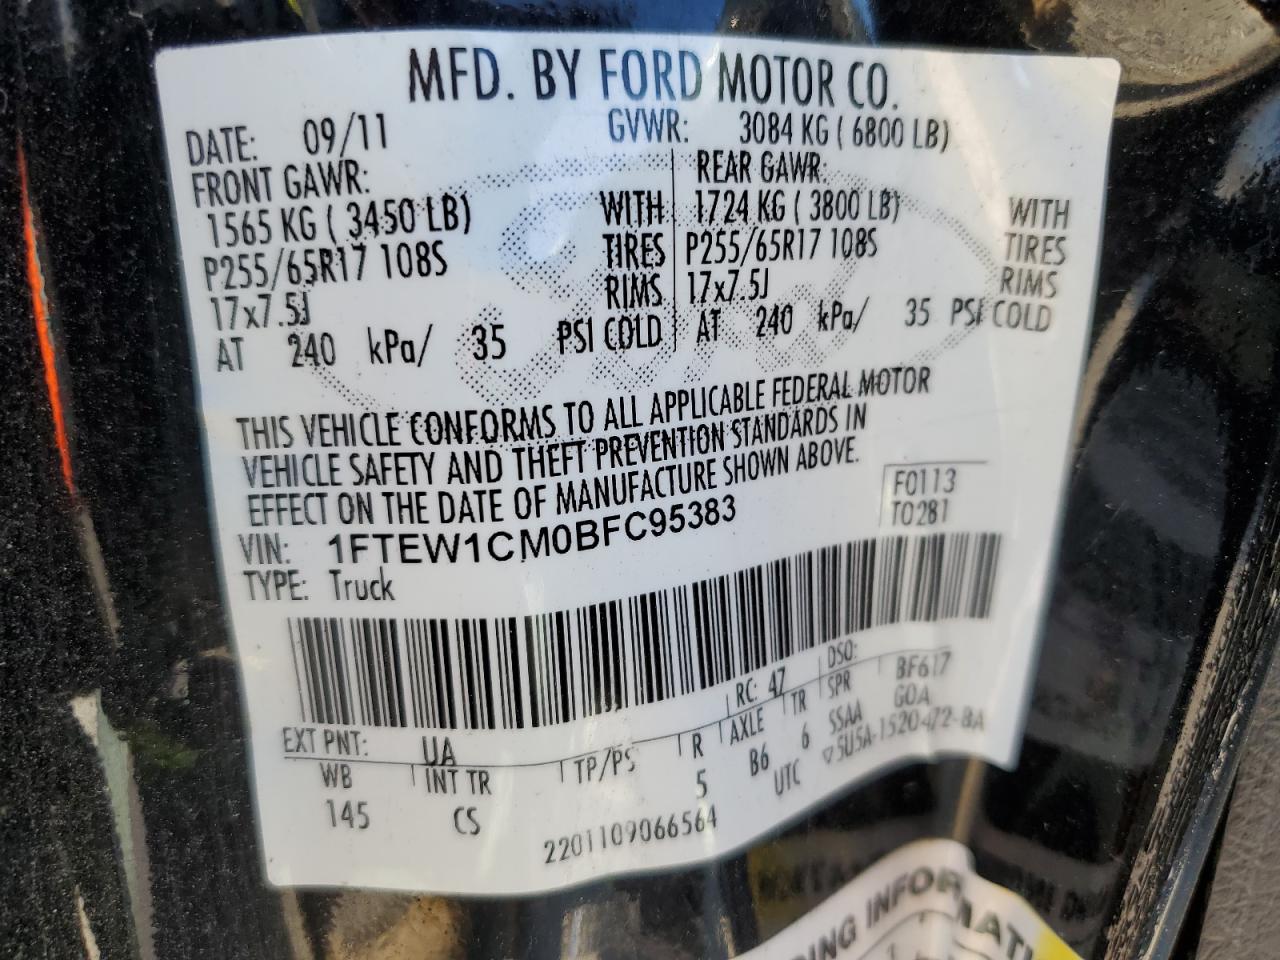 MFD. BY FORD MOTOR CO.
DATE: 09/11 GVWR: 3084 KG ( 6800 LB)
FRONT GAWR: REAR GAWR:
1565 KG ( 3450 LB) WITH 1724 KG ( 3800 LB) WITH
P255/65R17 108S TIRES P255/65R17 108S TIRES
17x7.5J RIMS 17x7.5J RIMS
AT 240 kPa/ 35 PSI COLD AT 240 kPa/ 35 PSI COLD
THIS VEHICLE CONFORMS TO ALL APPLICABLE FEDERAL MOTOR
VEHICLE SAFETY AND THEFT PREVENTION STANDARDS IN
EFFECT ON THE DATE OF MANUFACTURE SHOWN ABOVE.
F0113
VIN: 1FTEW1CM0BFC95383 T0281
TYPE: Truck
EXT PNT: UA RC: 47 DSO: BF617
WB INT TR TP/PS R AXLE TR SPR GOA
145 CS 5 B6 6 SSAA
2201109066564 UTC ▽5U5A-1520472-BA
DING INFORMATI